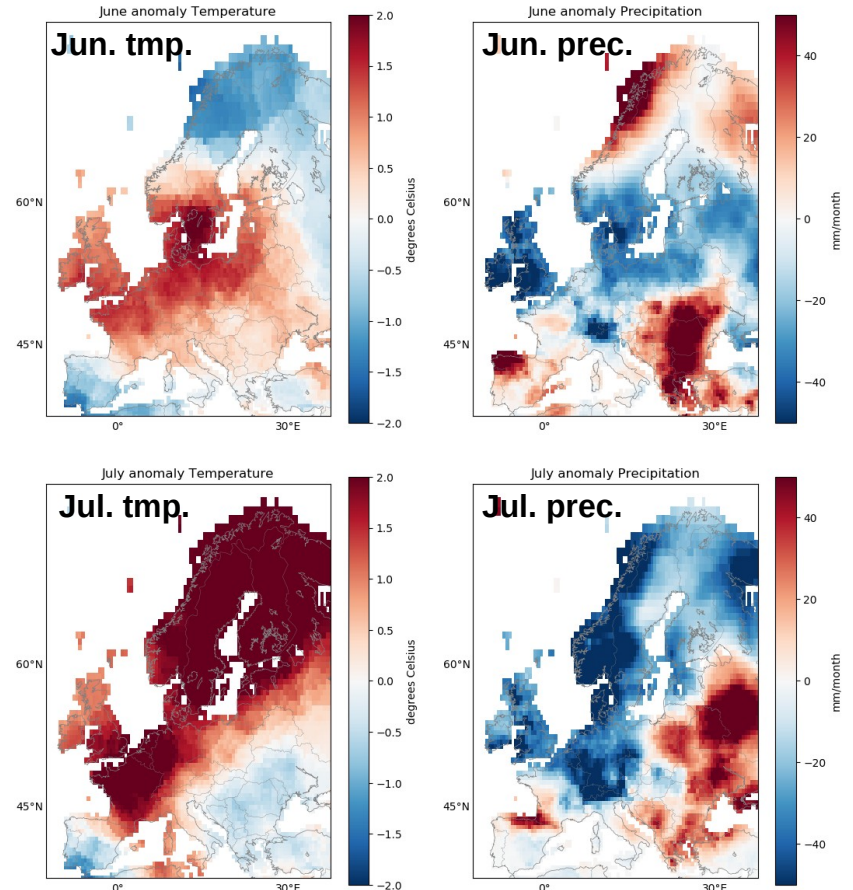 June anomaly Temperature
Jun. tmp.
60°N
45°N
0°
30°E
2.0
1.5
1.0
0.5
0.0
−0.5
−1.0
−1.5
−2.0
degrees Celsius
June anomaly Precipitation
Jun. prec.
60°N
45°N
0°
30°E
40
20
0
−20
−40
mm/month
July anomaly Temperature
Jul. tmp.
60°N
45°N
0°
30°E
2.0
1.5
1.0
0.5
0.0
−0.5
−1.0
−1.5
−2.0
degrees Celsius
July anomaly Precipitation
Jul. prec.
60°N
45°N
0°
30°E
40
20
0
−20
−40
mm/month